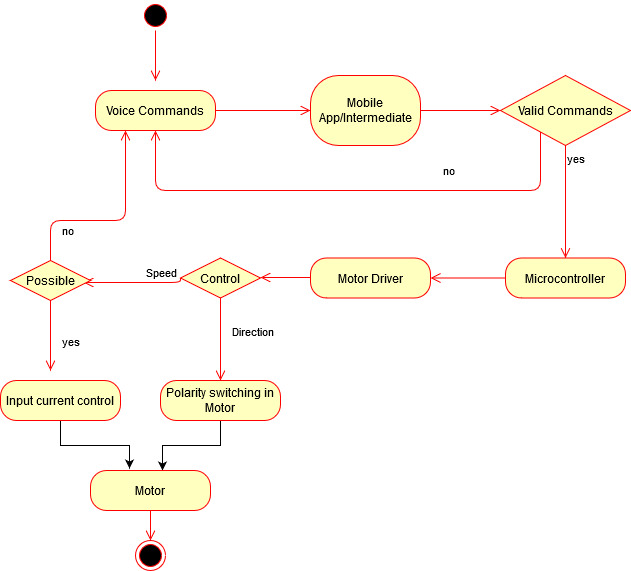 Voice Commands
Mobile
App/Intermediate
Valid Commands
yes
no
no
Possible
Speed
Control
Motor Driver
Microcontroller
Direction
yes
Input current control
Polarity switching in
Motor
Motor